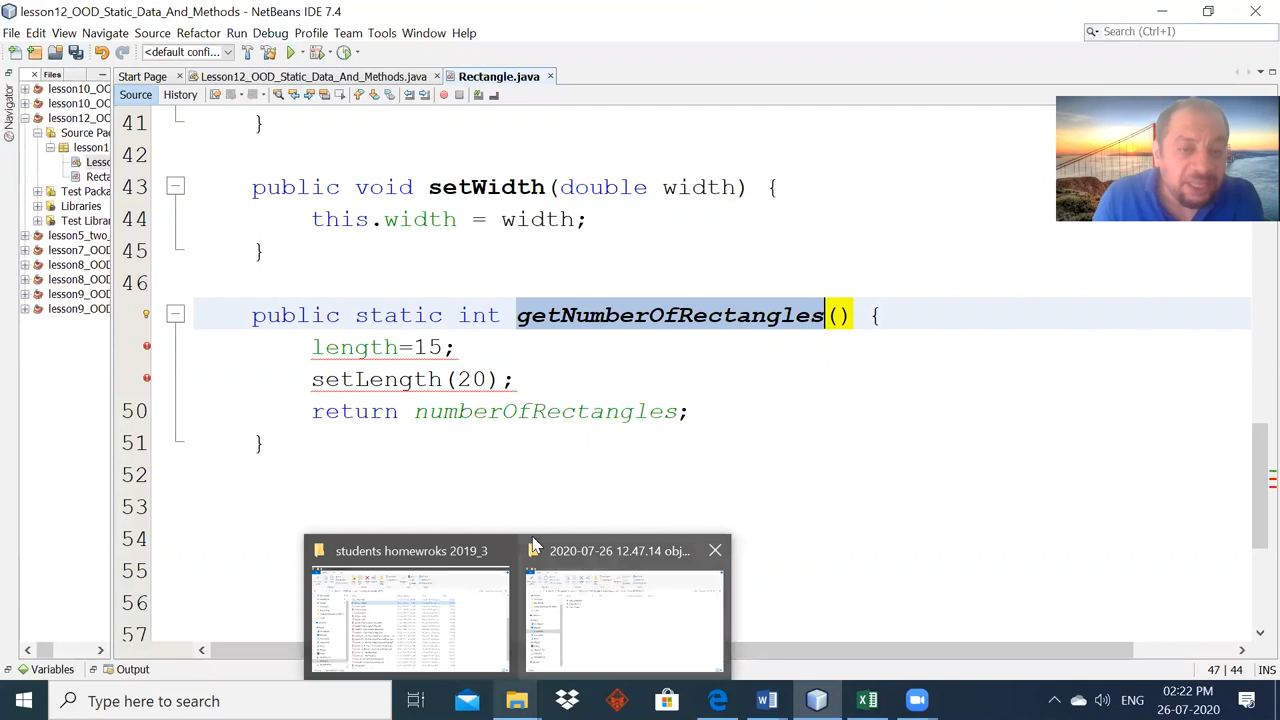 lesson12_OOD_Static_Data_And_Methods - NetBeans IDE 7.4
File Edit View Navigate Source Refactor Run Debug Profile Team Tools Window Help
Search (Ctrl+I)
<default confi...
Files
Start Page
Lesson12_OOD_Static_Data_And_Methods.java
Rectangle.java
Navigator
lesson10_OO
lesson10_OO
lesson12_OO
Source Pac
lesson1
Lesso
Recta
Test Packa
Libraries
Test Librar
lesson5_two_
lesson7_OOD
lesson8_OOD
lesson8_OOD
lesson9_OOD
lesson9_OOD
Source History
41 }
42
43 public void setWidth(double width) {
44 this.width = width;
45 }
46
public static int getNumberOfRectangles() {
length=15;
setLength(20);
50 return numberOfRectangles;
51 }
52
53
54
55
56
students homewroks 2019_3
2020-07-26 12.47.14 obj...
Variables Output
47 / 44 INS
Type here to search
ENG
02:22 PM
26-07-2020